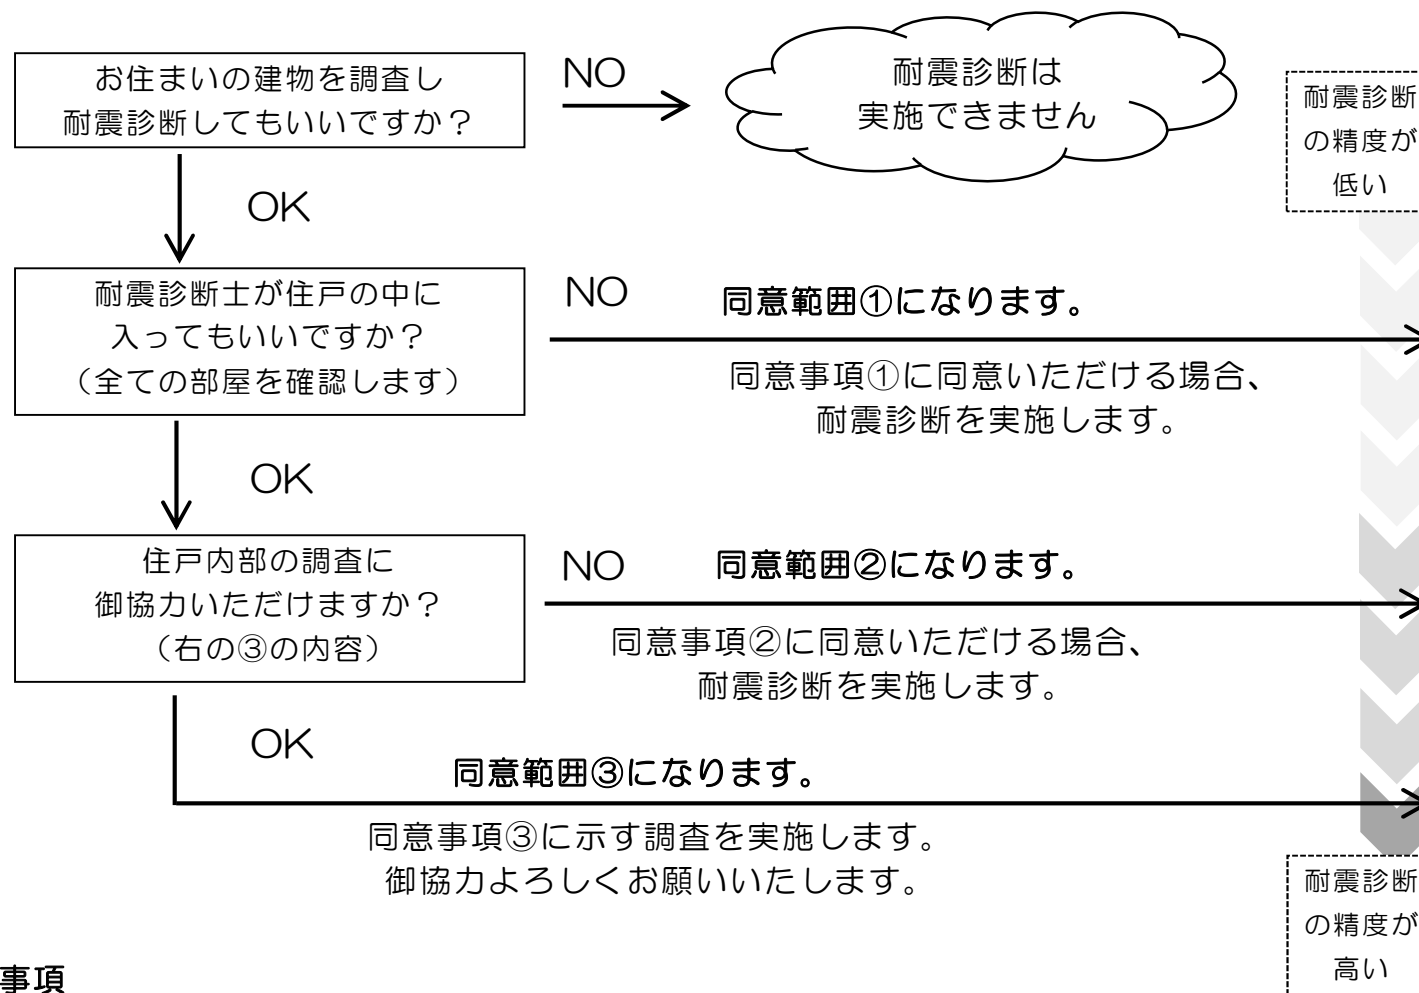 お住まいの建物を調査し
耐震診断してもいいですか？
NO
耐震診断は
実施できません
耐震診断
の精度が
低い
OK
耐震診断士が住戸の中に
入ってもいいですか？
（全ての部屋を確認します）
NO
同意範囲①になります。
同意事項①に同意いただける場合、
耐震診断を実施します。
OK
住戸内部の調査に
御協力いただけますか？
（右の③の内容）
NO
同意範囲②になります。
同意事項②に同意いただける場合、
耐震診断を実施します。
OK
同意範囲③になります。
同意事項③に示す調査を実施します。
御協力よろしくお願いいたします。
耐震診断
の精度が
高い
事項